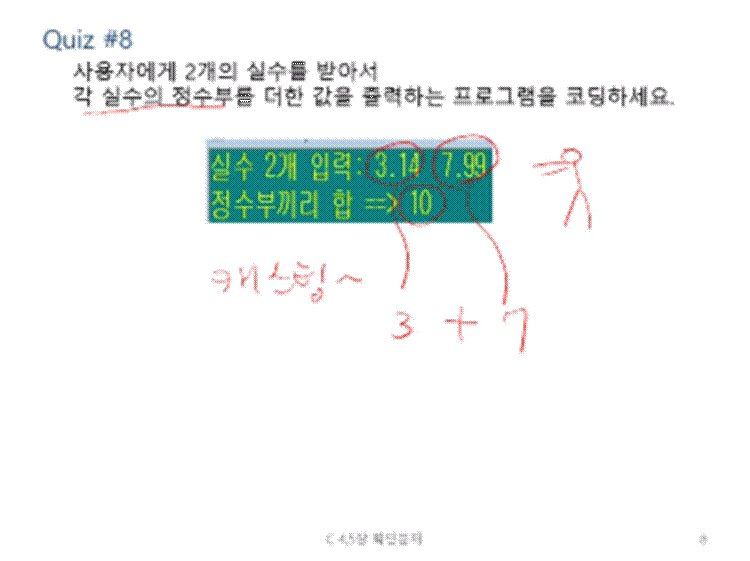 Quiz #8
사용자에게 2개의 실수를 받아서
각 실수의 정수부를 더한 값을 출력하는 프로그램을 코딩하세요.
실수 2개 입력: 3.14 7.99
정수부끼리 합 => 10
캐스팅~
3 + 7
C 4,5장 확인문제
8